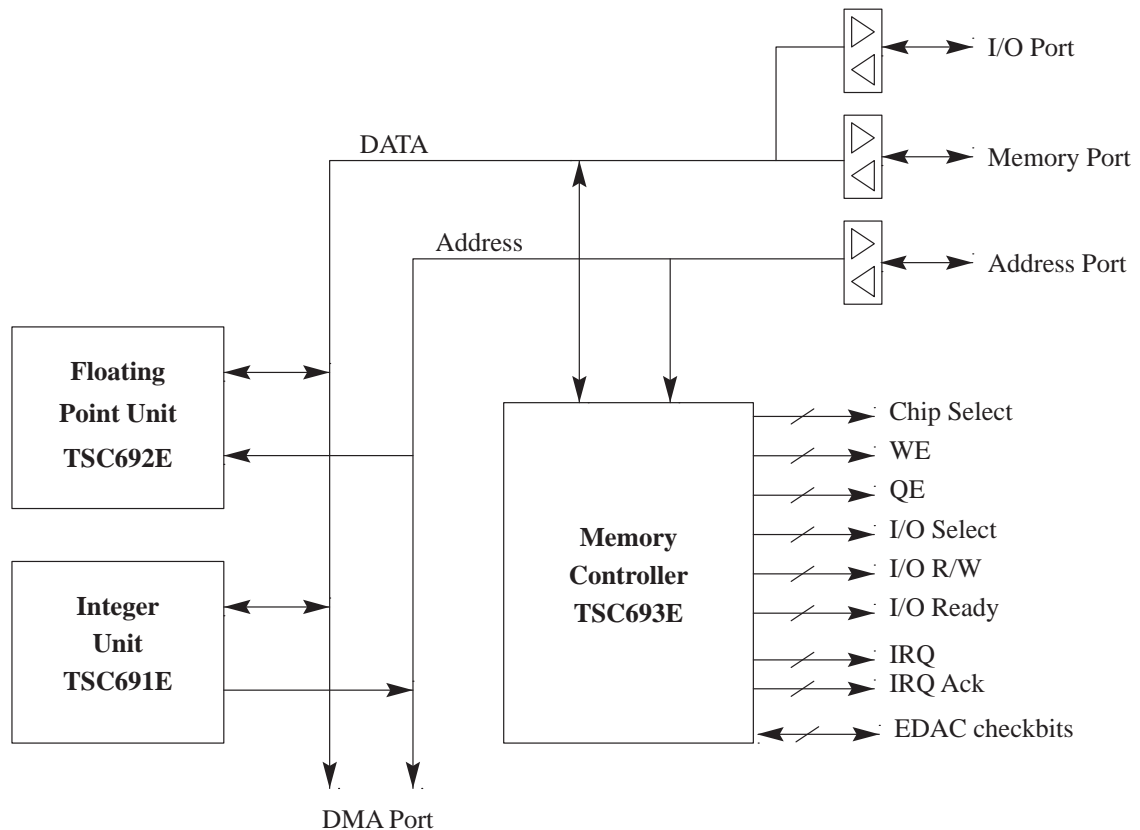 I/O Port
DATA
Memory Port
Address
Address Port
Floating
Point Unit
TSC692E
Chip Select
WE
QE
I/O Select
I/O R/W
I/O Ready
IRQ
IRQ Ack
EDAC checkbits
Memory
Controller
TSC693E
Integer
Unit
TSC691E
DMA Port